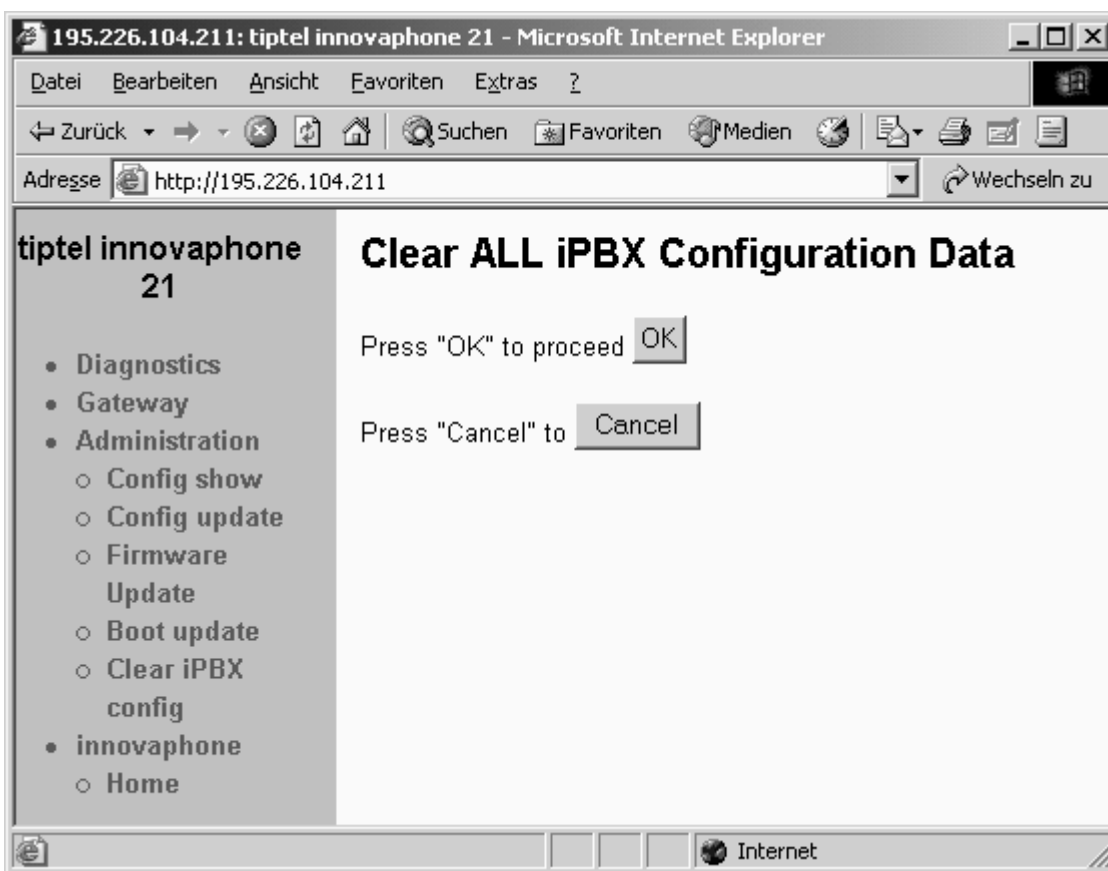 195.226.104.211: tiptel innovaphone 21 - Microsoft Internet Explorer
Datei Bearbeiten Ansicht Favoriten Extras ?
Zurück Suchen Favoriten Medien
Adresse http://195.226.104.211 Wechseln zu
tiptel innovaphone
21
Diagnostics
Gateway
Administration
Config show
Config update
Firmware
Update
Boot update
Clear iPBX
config
innovaphone
Home
Clear ALL iPBX Configuration Data
Press "OK" to proceed OK
Press "Cancel" to Cancel
Internet